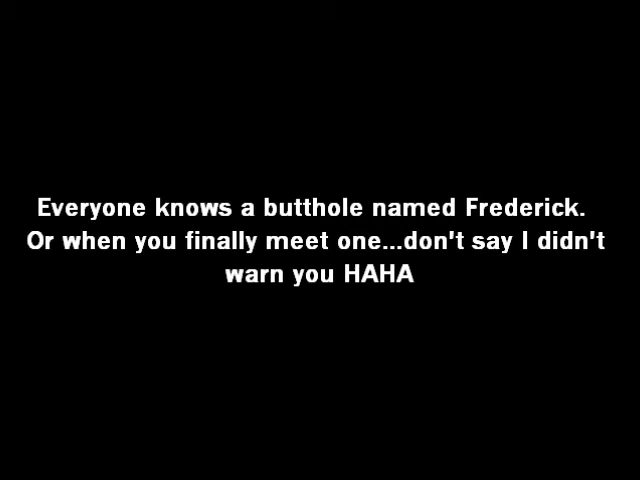 Everyone knows a butthole named Frederick.
Or when you finally meet one...don't say I didn't
warn you HAHA